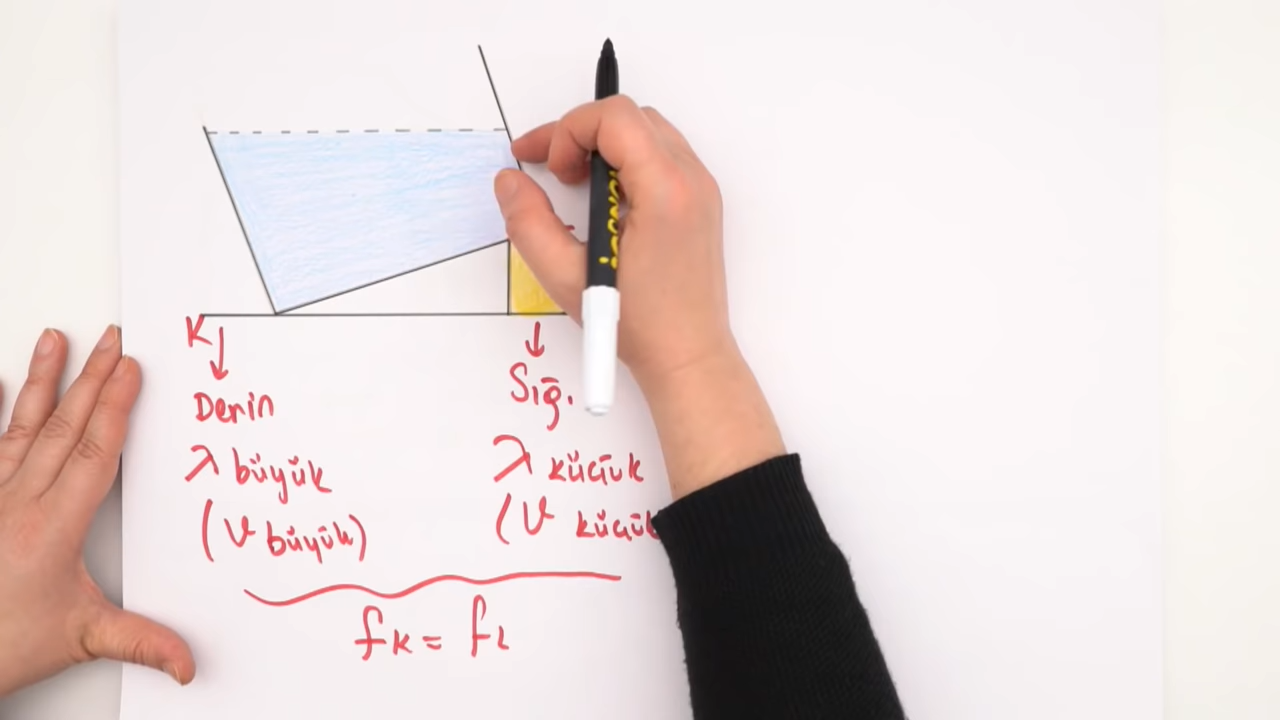 K
Derin
Sığ.
λ büyük
λ küçük
(v büyük)
(v küçük
fK = fL